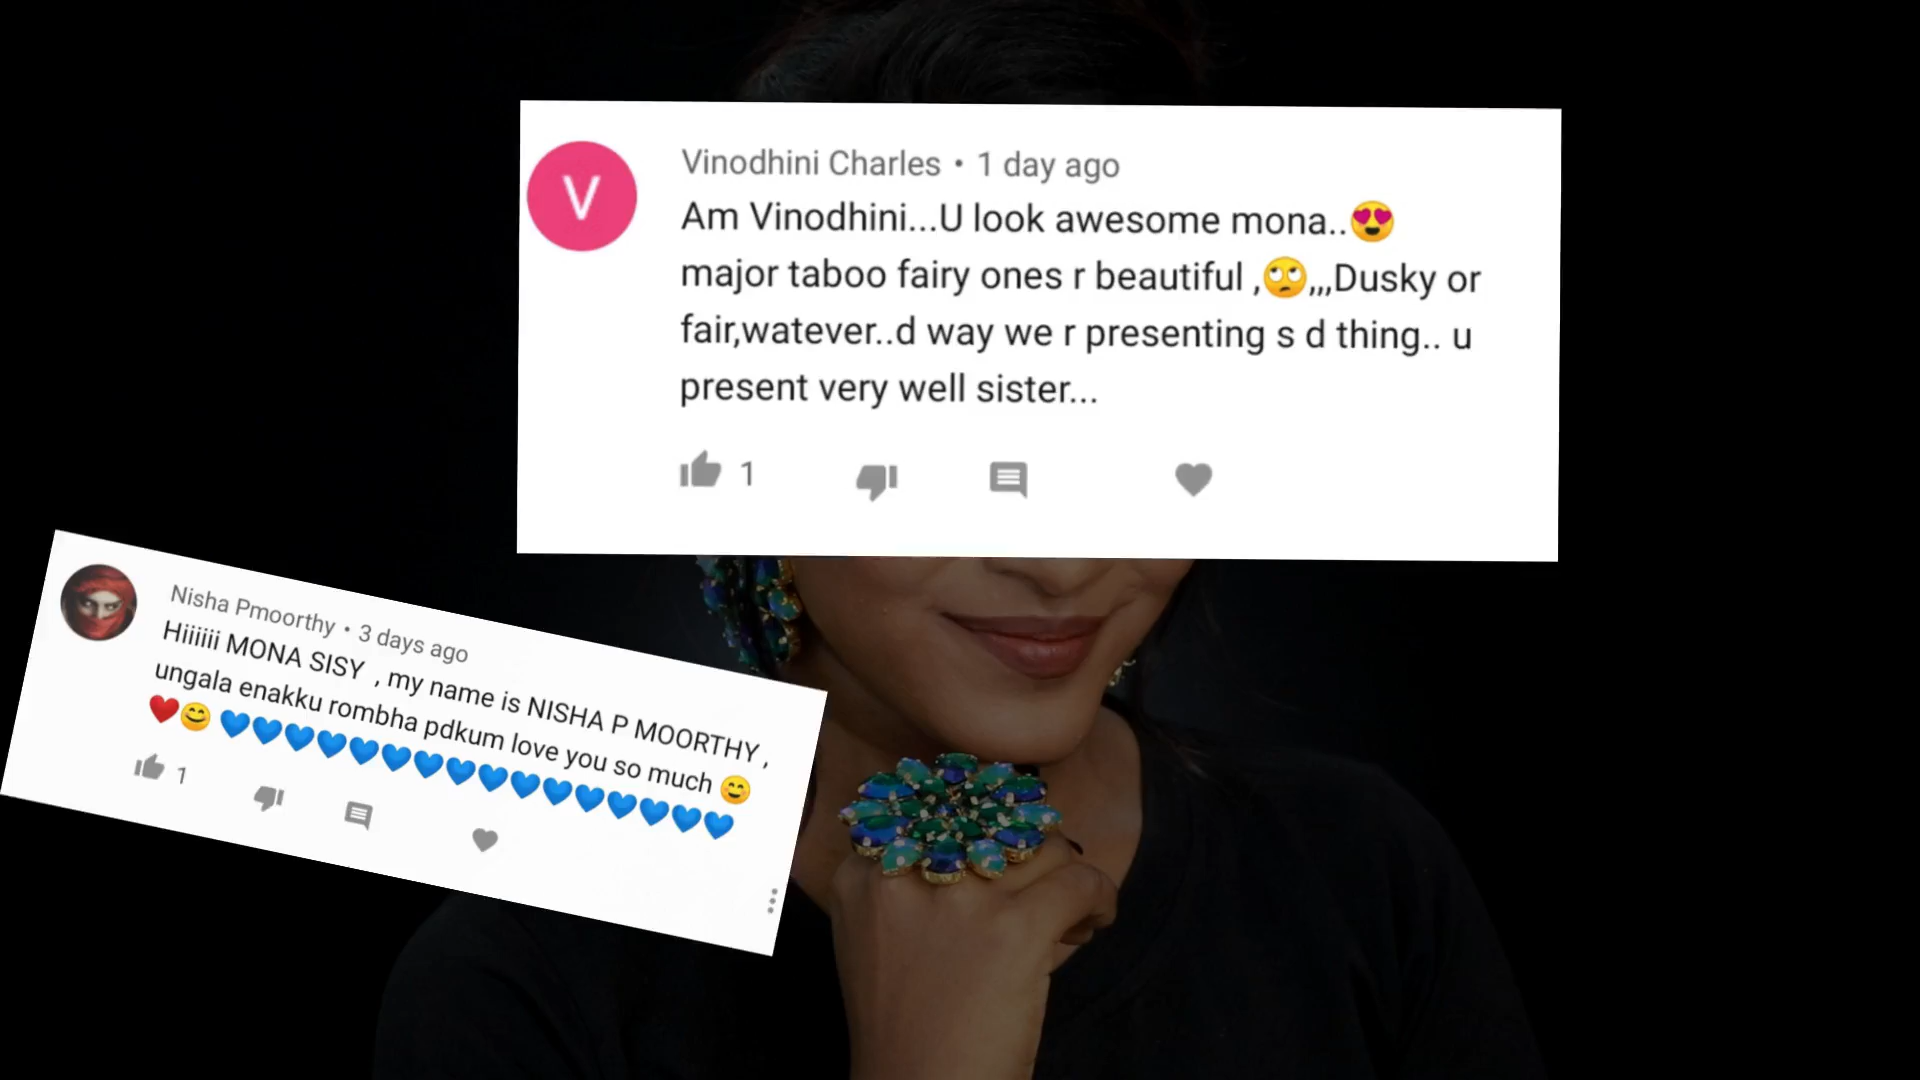 V
Vinodhini Charles • 1 day ago
Am Vinodhini...U look awesome mona..😍
major taboo fairy ones r beautiful ,🙄,,,Dusky or
fair,watever..d way we r presenting s d thing.. u
present very well sister...
1
Nisha Pmoorthy • 3 days ago
Hiiiiii MONA SISY , my name is NISHA P MOORTHY ,
ungala enakku rombha pdkum love you so much 😊
❤️😊 💙💙💙💙💙💙💙💙💙💙💙💙💙💙💙💙
1